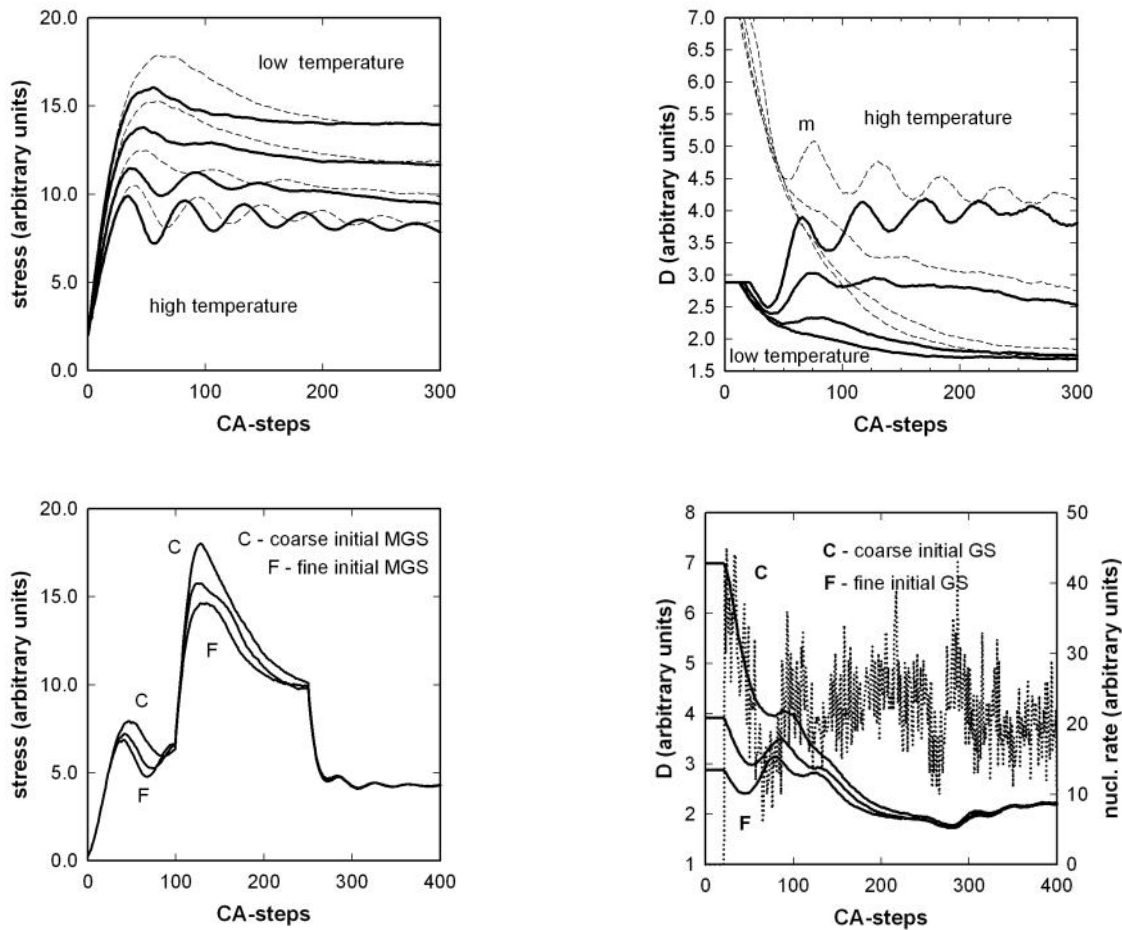 20.0
15.0
10.0
5.0
0.0
stress (arbitrary units)
low temperature
high temperature
0 100 200 300
CA-steps
7.0
6.5
6.0
5.5
5.0
4.5
4.0
3.5
3.0
2.5
2.0
1.5
D (arbitrary units)
m
high temperature
low temperature
0 100 200 300
CA-steps
20.0
15.0
10.0
5.0
0.0
stress (arbitrary units)
C
C - coarse initial MGS
F - fine initial MGS
F
C
F
0 100 200 300 400
CA-steps
8
7
6
5
4
3
2
1
D (arbitrary units)
C - coarse initial GS
F - fine initial GS
C
F
50
40
30
20
10
0
nucl. rate (arbitrary units)
0 100 200 300 400
CA-steps